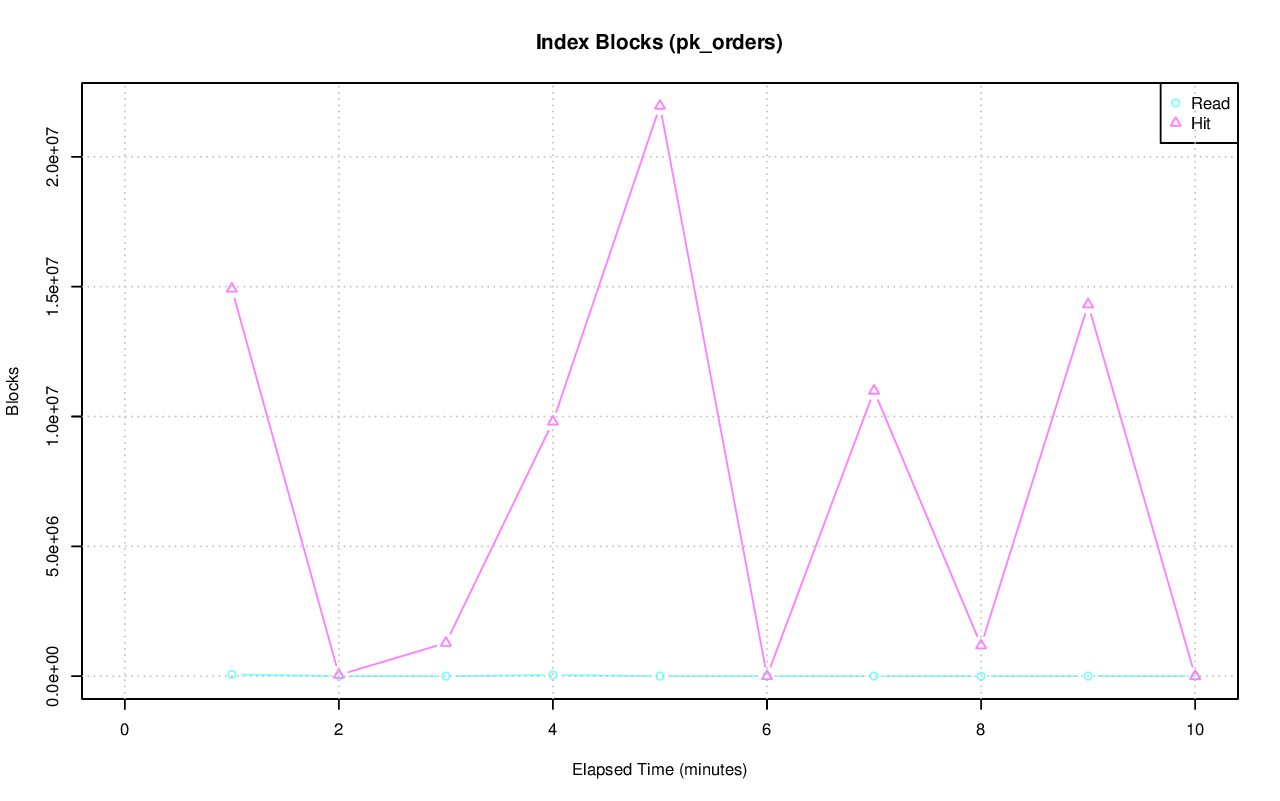 Index Blocks (pk_orders)
Read
Hit
2.0e+07
1.5e+07
1.0e+07
5.0e+06
0.0e+00
Blocks
0 2 4 6 8 10
Elapsed Time (minutes)